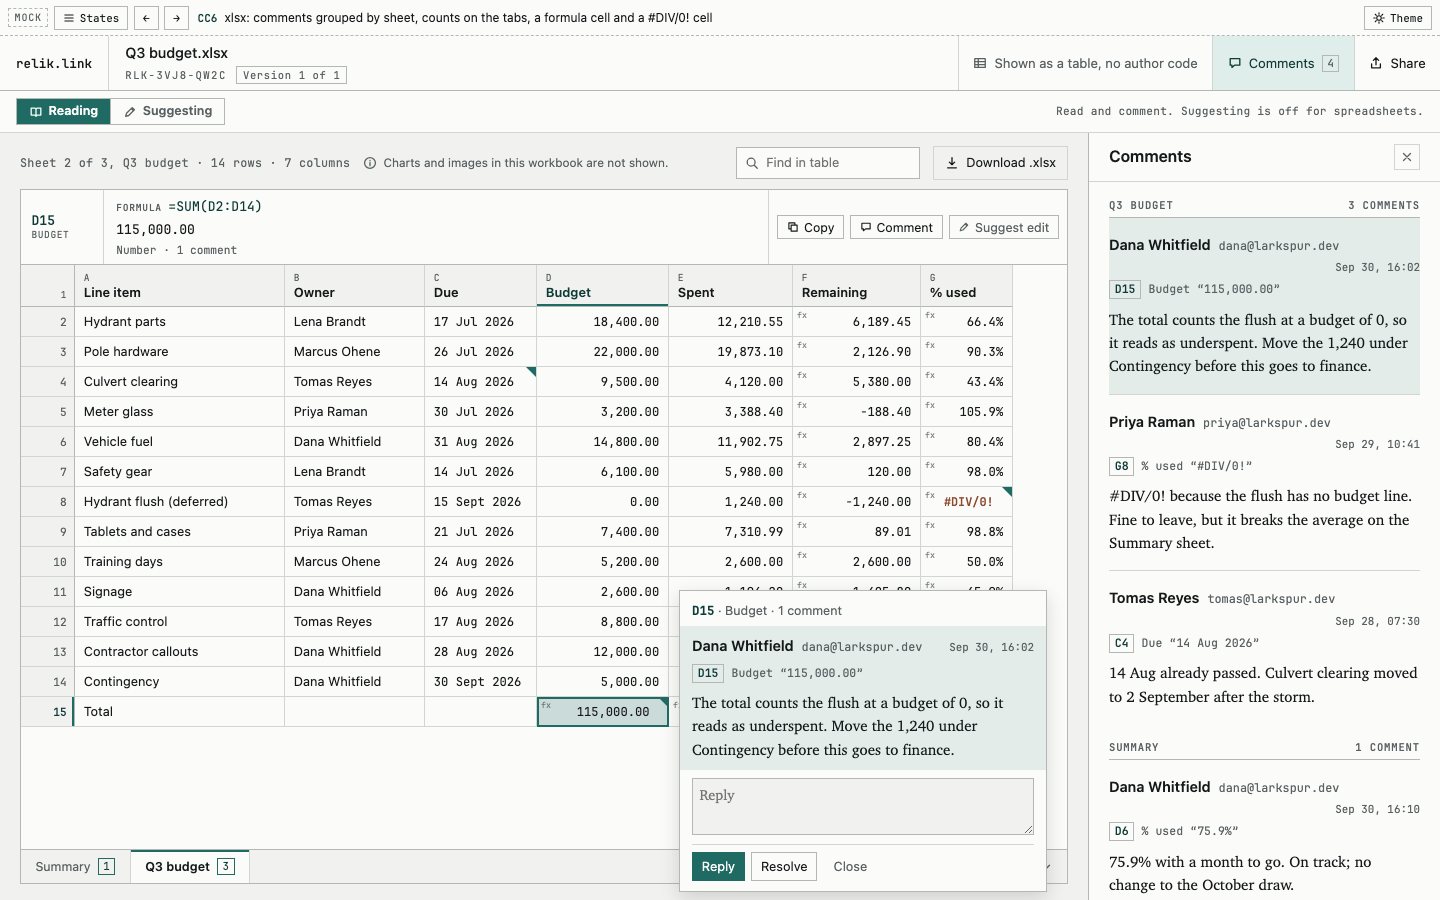 MOCK States ← → CC6 xlsx: comments grouped by sheet, counts on the tabs, a formula cell and a #DIV/0! cell Theme
relik.link
Q3 budget.xlsx
RLK-3VJ8-QW2C Version 1 of 1
Shown as a table, no author code
Comments 4
Share
Reading Suggesting
Read and comment. Suggesting is off for spreadsheets.
Sheet 2 of 3, Q3 budget · 14 rows · 7 columns
Charts and images in this workbook are not shown.
Find in table
Download .xlsx
D15
BUDGET
FORMULA =SUM(D2:D14)
115,000.00
Number · 1 comment
Copy Comment Suggest edit
A B C D E F G
1 Line item Owner Due Budget Spent Remaining % used
2 Hydrant parts Lena Brandt 17 Jul 2026 18,400.00 12,210.55 fx 6,189.45 fx 66.4%
3 Pole hardware Marcus Ohene 26 Jul 2026 22,000.00 19,873.10 fx 2,126.90 fx 90.3%
4 Culvert clearing Tomas Reyes 14 Aug 2026 9,500.00 4,120.00 fx 5,380.00 fx 43.4%
5 Meter glass Priya Raman 30 Jul 2026 3,200.00 3,388.40 fx -188.40 fx 105.9%
6 Vehicle fuel Dana Whitfield 31 Aug 2026 14,800.00 11,902.75 fx 2,897.25 fx 80.4%
7 Safety gear Lena Brandt 14 Jul 2026 6,100.00 5,980.00 fx 120.00 fx 98.0%
8 Hydrant flush (deferred) Tomas Reyes 15 Sept 2026 0.00 1,240.00 fx -1,240.00 fx #DIV/0!
9 Tablets and cases Priya Raman 21 Jul 2026 7,400.00 7,310.99 fx 89.01 fx 98.8%
10 Training days Marcus Ohene 24 Aug 2026 5,200.00 2,600.00 fx 2,600.00 fx 50.0%
11 Signage Dana Whitfield 06 Aug 2026 2,600.00 fx fx
12 Traffic control Tomas Reyes 17 Aug 2026 8,800.00
13 Contractor callouts Dana Whitfield 28 Aug 2026 12,000.00
14 Contingency Dana Whitfield 30 Sept 2026 5,000.00
15 Total fx 115,000.00
Summary 1 Q3 budget 3
D15 · Budget · 1 comment
Dana Whitfield dana@larkspur.dev Sep 30, 16:02
D15 Budget “115,000.00”
The total counts the flush at a budget of 0, so it
reads as underspent. Move the 1,240 under
Contingency before this goes to finance.
Reply
Reply Resolve Close
Comments
Q3 BUDGET 3 COMMENTS
Dana Whitfield dana@larkspur.dev
Sep 30, 16:02
D15 Budget “115,000.00”
The total counts the flush at a budget of 0, so
it reads as underspent. Move the 1,240 under
Contingency before this goes to finance.
Priya Raman priya@larkspur.dev
Sep 29, 10:41
G8 % used “#DIV/0!”
#DIV/0! because the flush has no budget line.
Fine to leave, but it breaks the average on the
Summary sheet.
Tomas Reyes tomas@larkspur.dev
Sep 28, 07:30
C4 Due “14 Aug 2026”
14 Aug already passed. Culvert clearing moved
to 2 September after the storm.
SUMMARY 1 COMMENT
Dana Whitfield dana@larkspur.dev
Sep 30, 16:10
D6 % used “75.9%”
75.9% with a month to go. On track; no
change to the October draw.